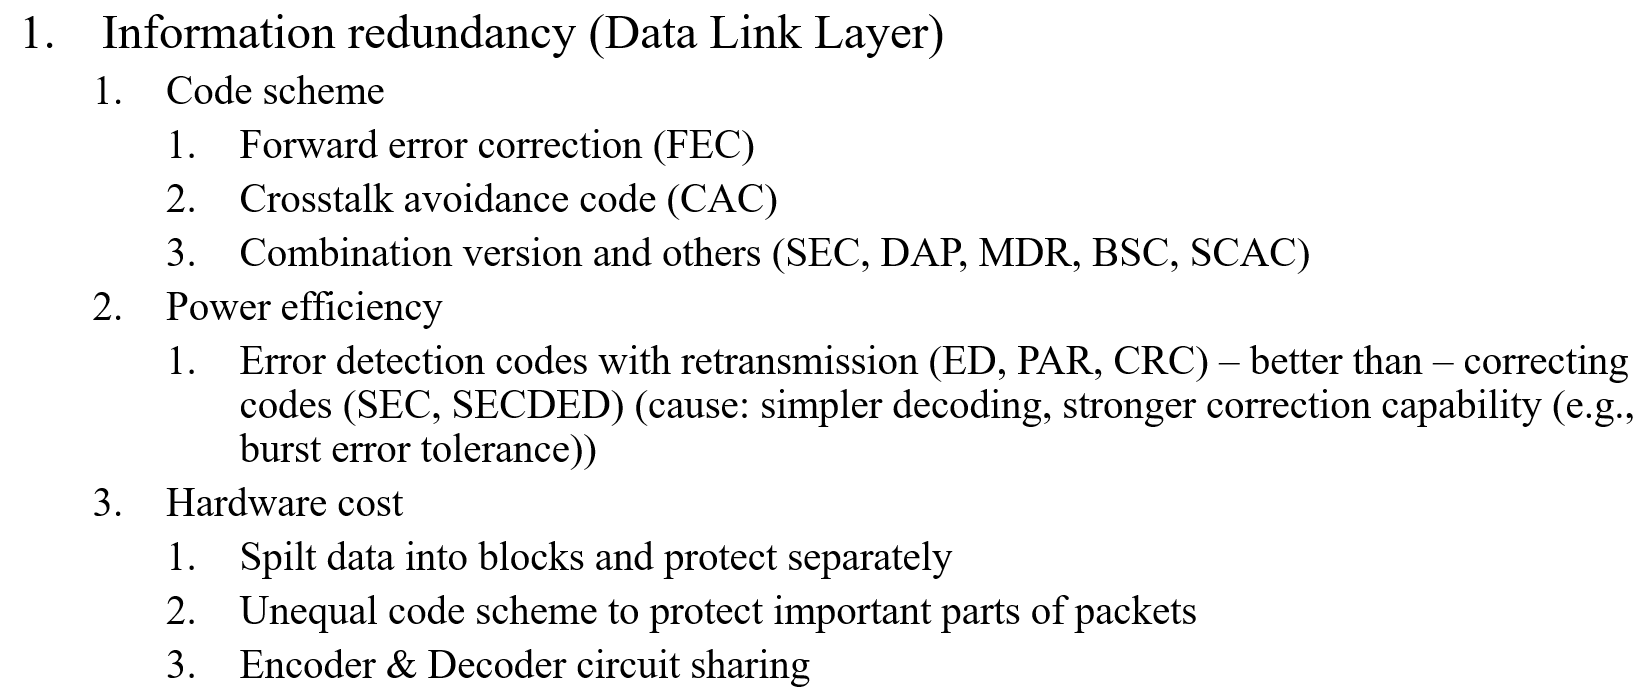 1. Information redundancy (Data Link Layer)
1. Code scheme
1. Forward error correction (FEC)
2. Crosstalk avoidance code (CAC)
3. Combination version and others (SEC, DAP, MDR, BSC, SCAC)
2. Power efficiency
1. Error detection codes with retransmission (ED, PAR, CRC) – better than – correcting
codes (SEC, SECDED) (cause: simpler decoding, stronger correction capability (e.g.,
burst error tolerance))
3. Hardware cost
1. Spilt data into blocks and protect separately
2. Unequal code scheme to protect important parts of packets
3. Encoder & Decoder circuit sharing